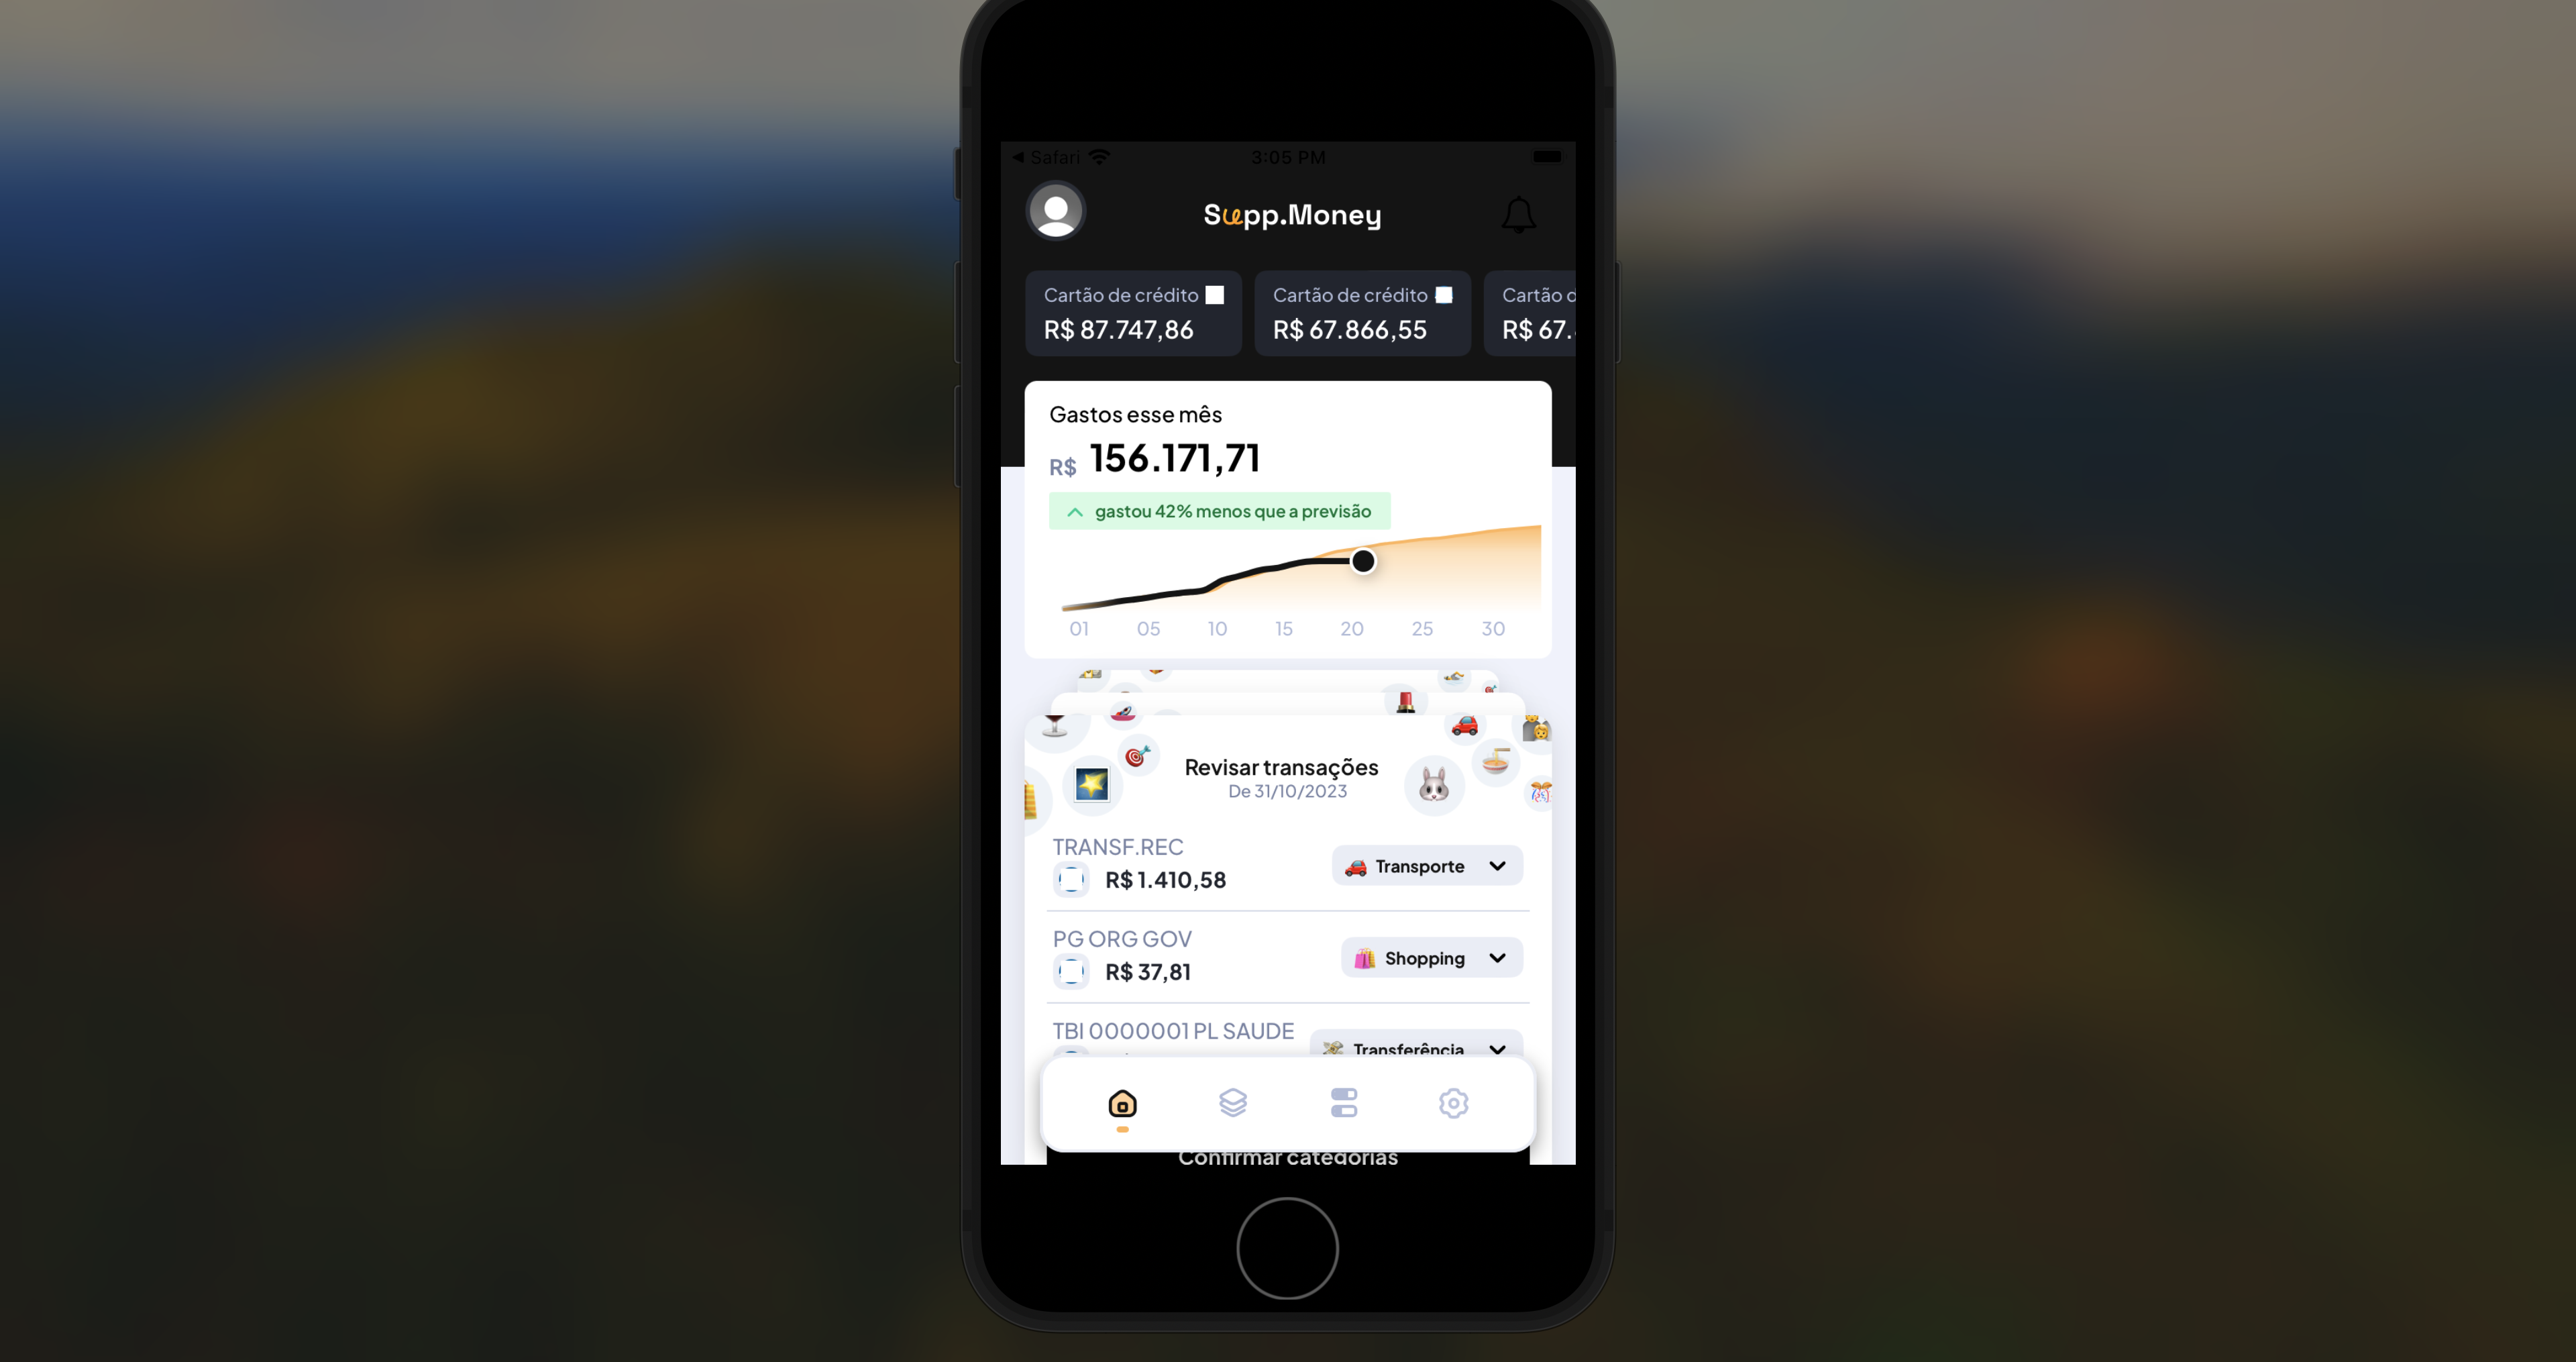 Safari 3:05 PM
Supp.Money
Cartão de crédito
R$ 87.747,86
Cartão de crédito
R$ 67.866,55
Cartão d
R$ 67.
Gastos esse mês
R$ 156.171,71
gastou 42% menos que a previsão
01 05 10 15 20 25 30
Revisar transações
De 31/10/2023
TRANSF.REC
R$ 1.410,58
Transporte
PG ORG GOV
R$ 37,81
Shopping
TBI 0000001 PL SAUDE
Transferência
Confirmar categorias